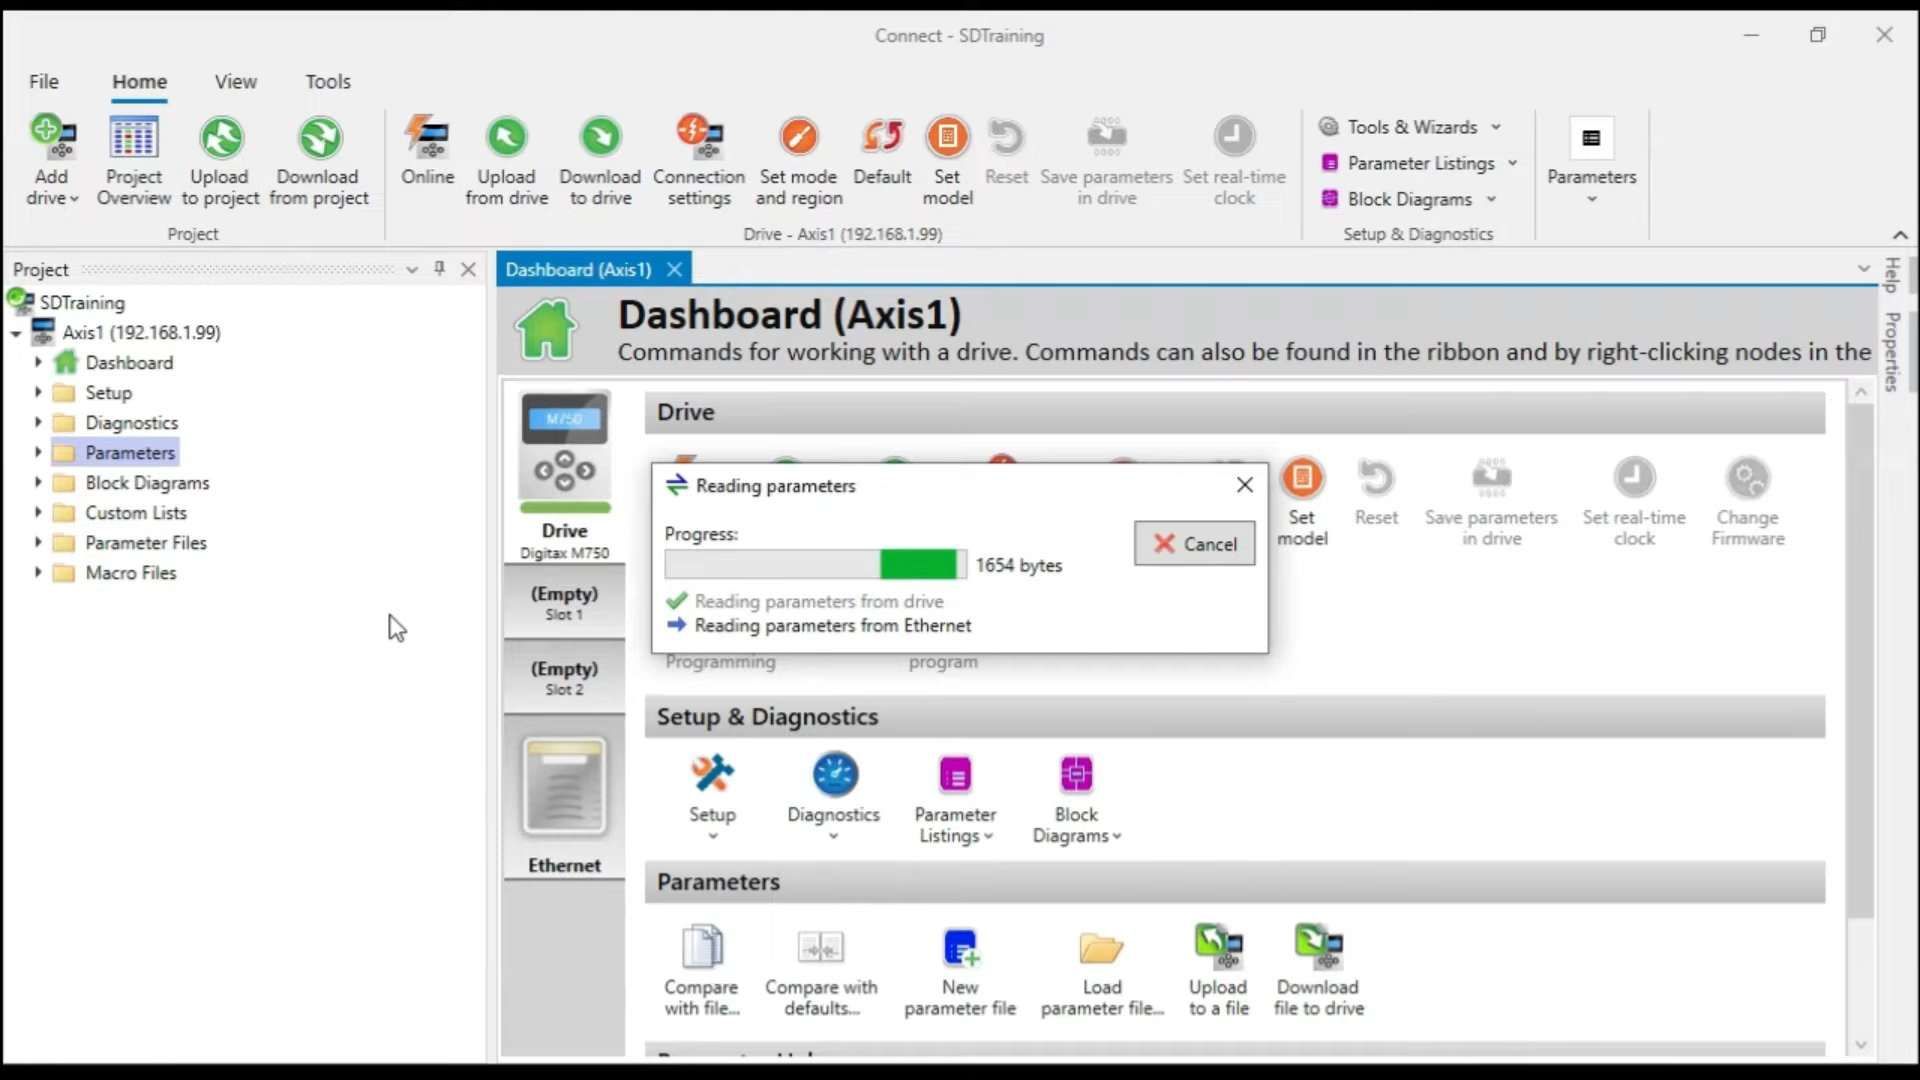 Connect - SDTraining
File Home View Tools
Add drive
Project Overview
Upload to project
Download from project
Online
Upload from drive
Download to drive
Connection settings
Set mode and region
Default
Set model
Reset
Save parameters in drive
Set real-time clock
Tools & Wizards
Parameter Listings
Block Diagrams
Parameters
Project
Drive - Axis1 (192.168.1.99)
Setup & Diagnostics
Project
SDTraining
Axis1 (192.168.1.99)
Dashboard
Setup
Diagnostics
Parameters
Block Diagrams
Custom Lists
Parameter Files
Macro Files
Dashboard (Axis1)
Help
Properties
Dashboard (Axis1)
Commands for working with a drive. Commands can also be found in the ribbon and by right-clicking nodes in the
M750
Drive
Digitax M750
(Empty)
Slot 1
(Empty)
Slot 2
Ethernet
Drive
Set model
Reset
Save parameters in drive
Set real-time clock
Change Firmware
Reading parameters
Progress:
1654 bytes
Cancel
Reading parameters from drive
Reading parameters from Ethernet
Programming
program
Setup & Diagnostics
Setup
Diagnostics
Parameter Listings
Block Diagrams
Parameters
Compare with file...
Compare with defaults...
New parameter file
Load parameter file...
Upload to a file
Download file to drive